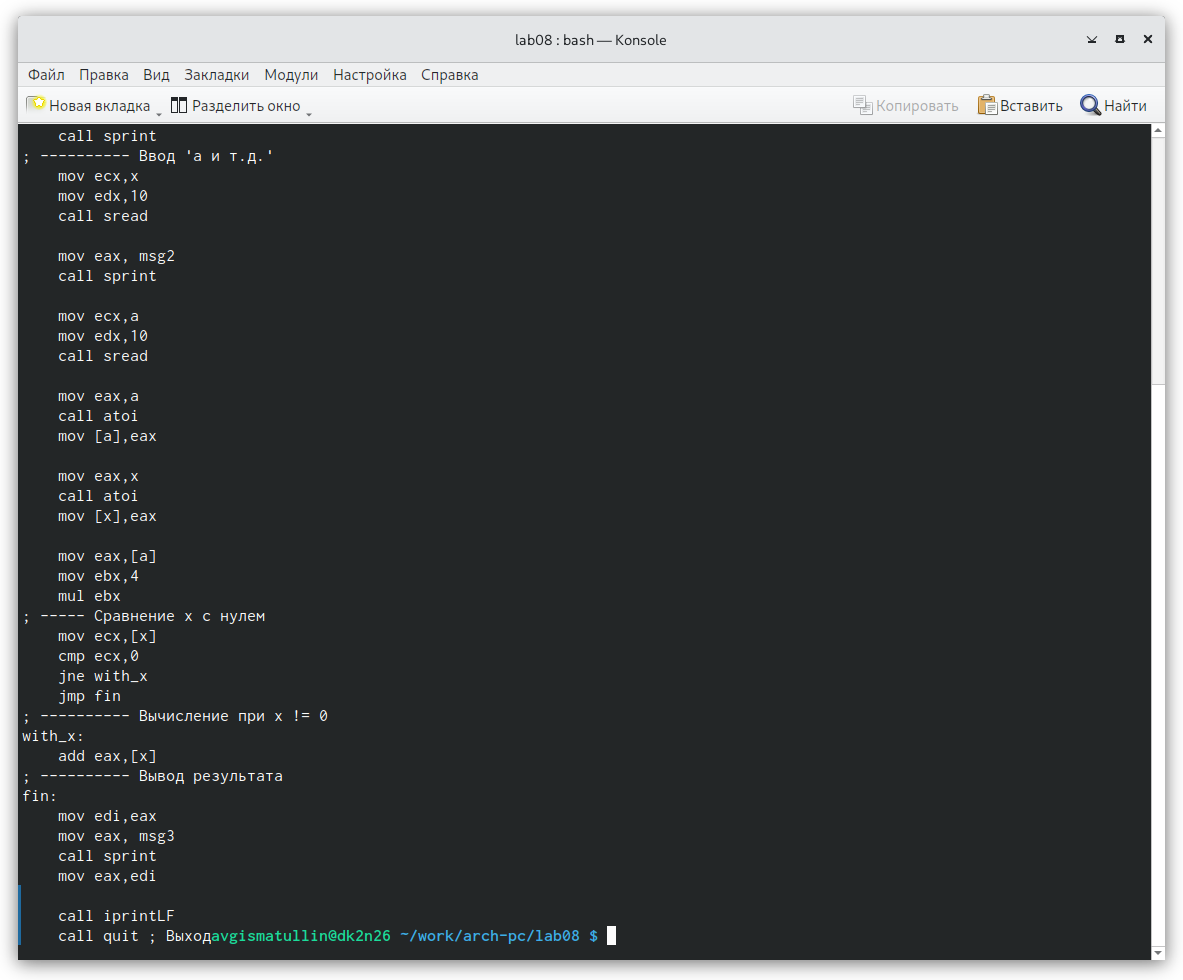 lab08 : bash — Konsole
Файл Правка Вид Закладки Модули Настройка Справка
Новая вкладка Разделить окно Копировать Вставить Найти
    call sprint
; ---------- Ввод 'а и т.д.'
    mov ecx,x
    mov edx,10
    call sread

    mov eax, msg2
    call sprint

    mov ecx,a
    mov edx,10
    call sread

    mov eax,a
    call atoi
    mov [a],eax

    mov eax,x
    call atoi
    mov [x],eax

    mov eax,[a]
    mov ebx,4
    mul ebx
; ----- Сравнение x с нулем
    mov ecx,[x]
    cmp ecx,0
    jne with_x
    jmp fin
; ---------- Вычисление при x != 0
with_x:
    add eax,[x]
; ---------- Вывод результата
fin:
    mov edi,eax
    mov eax, msg3
    call sprint
    mov eax,edi

    call iprintLF
    call quit ; Выходavgismatullin@dk2n26 ~/work/arch-pc/lab08 $